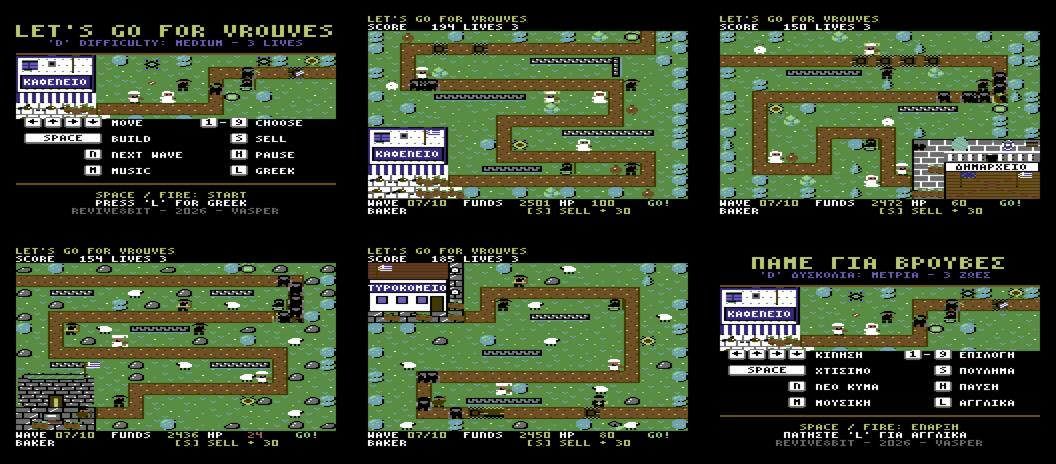 LET'S GO FOR VROUVES
'D' DIFFICULTY: MEDIUM - 3 LIVES
ΚΑΦΕΝΕΙΟ
MOVE 1 - 9 CHOOSE
SPACE BUILD S SELL
N NEXT WAVE H PAUSE
M MUSIC L GREEK
SPACE / FIRE: START
PRESS 'L' FOR GREEK
REVIVE8BIT - 2026 - VASPER
LET'S GO FOR VROUVES
SCORE 194 LIVES 3
ΚΑΦΕΝΕΙΟ
WAVE 07/10 FUNDS 2501 HP 100 GO!
BAKER [S] SELL + 30
LET'S GO FOR VROUVES
SCORE 150 LIVES 3
ΔΗΜΑΡΧΕΙΟ
WAVE 07/10 FUNDS 2472 HP 60 GO!
BAKER [S] SELL + 30
LET'S GO FOR VROUVES
SCORE 154 LIVES 3
WAVE 07/10 FUNDS 2436 HP 24 GO!
BAKER [S] SELL + 30
LET'S GO FOR VROUVES
SCORE 185 LIVES 3
ΤΥΡΟΚΟΜΕΙΟ
WAVE 07/10 FUNDS 2450 HP 80 GO!
BAKER [S] SELL + 30
ΠΑΜΕ ΓΙΑ ΒΡΟΥΒΕΣ
'D' ΔΥΣΚΟΛΙΑ: ΜΕΤΡΙΑ - 3 ΖΩΕΣ
ΚΑΦΕΝΕΙΟ
ΚΙΝΗΣΗ 1 - 9 ΕΠΙΛΟΓΗ
SPACE ΧΤΙΣΙΜΟ S ΠΟΥΛΗΜΑ
N ΝΕΟ ΚΥΜΑ H ΠΑΥΣΗ
M ΜΟΥΣΙΚΗ L ΑΓΓΛΙΚΑ
SPACE / FIRE: ΕΝΑΡΞΗ
ΠΑΤΗΣΤΕ 'L' ΓΙΑ ΑΓΓΛΙΚΑ
REVIVE8BIT - 2026 - VASPER